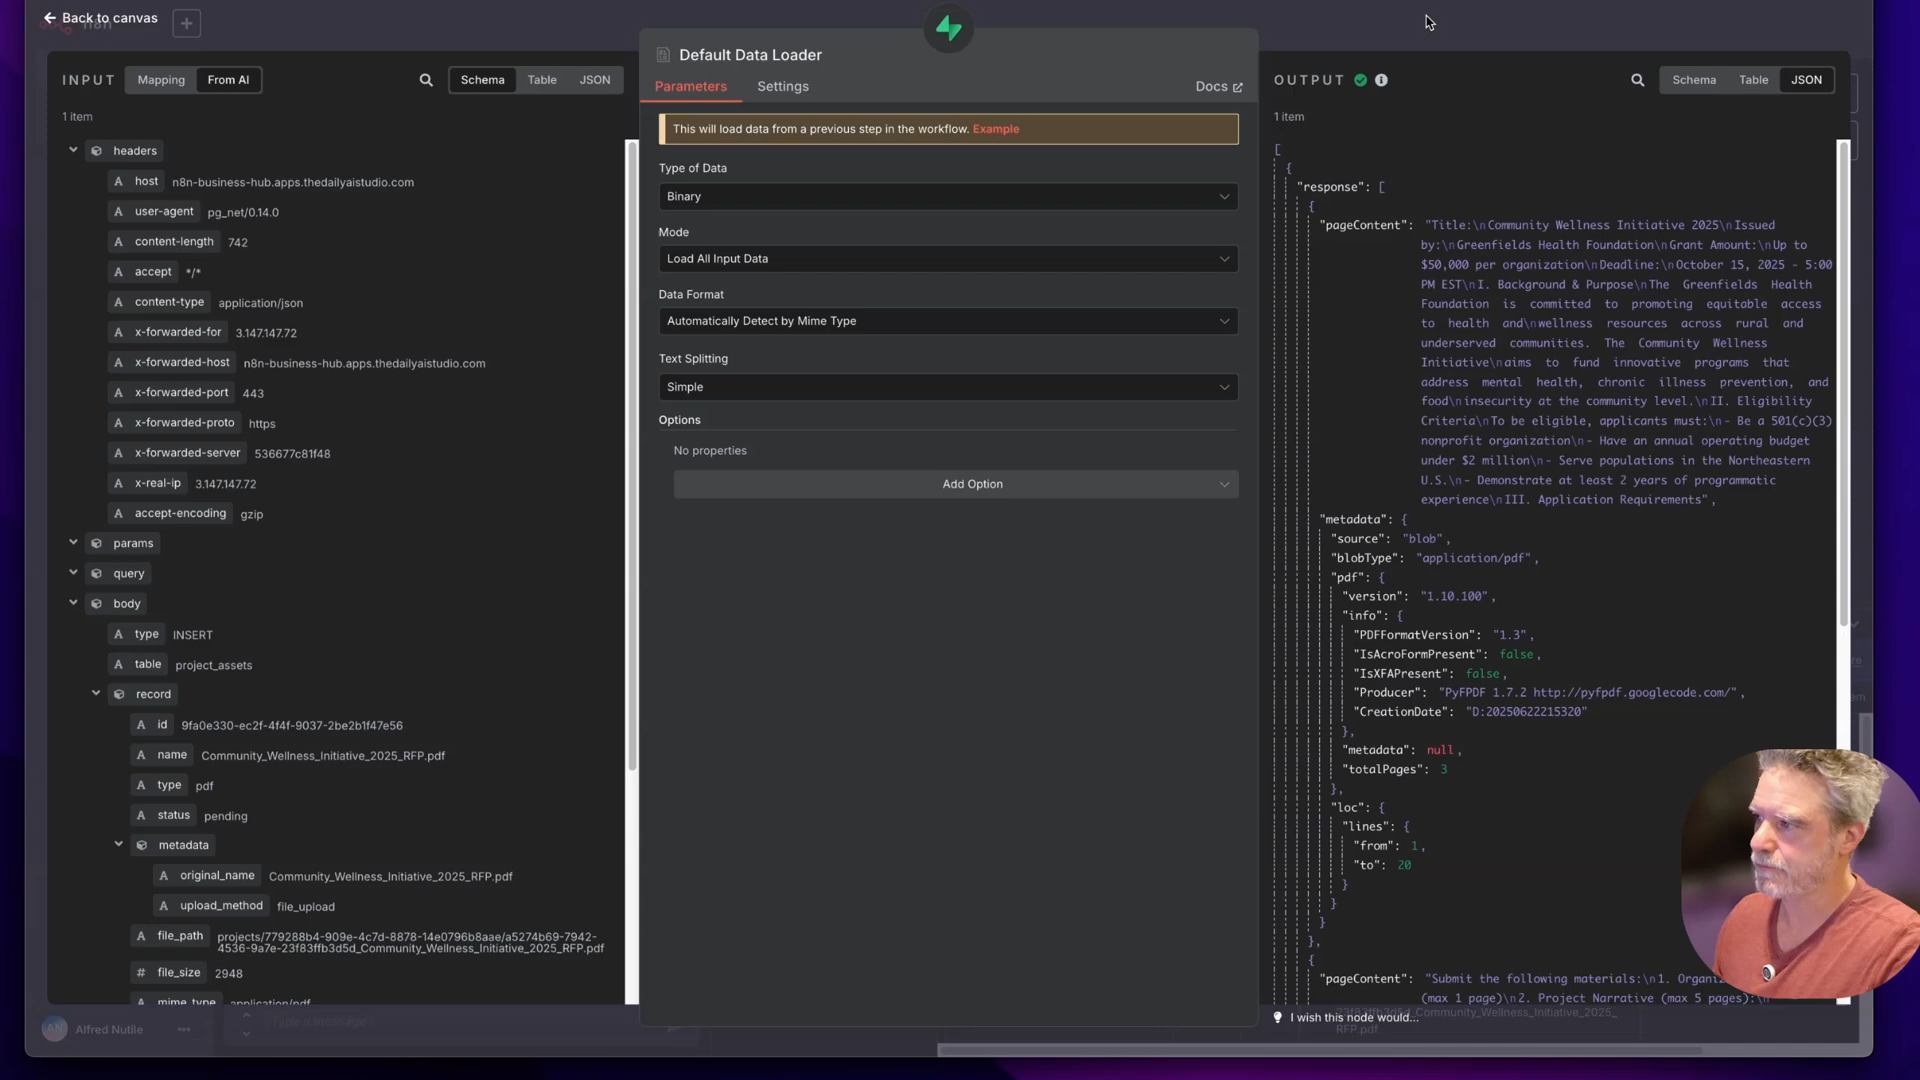 Back to canvas
INPUT
Mapping
From AI
Schema
Table
JSON
1 item
headers
host n8n-business-hub.apps.thedailyaistudio.com
user-agent pg_net/0.14.0
content-length 742
accept */*
content-type application/json
x-forwarded-for 3.147.147.72
x-forwarded-host n8n-business-hub.apps.thedailyaistudio.com
x-forwarded-port 443
x-forwarded-proto https
x-forwarded-server 536677c81f48
x-real-ip 3.147.147.72
accept-encoding gzip
params
query
body
type INSERT
table project_assets
record
id 9fa0e330-ec2f-4f4f-9037-2be2b1f47e56
name Community_Wellness_Initiative_2025_RFP.pdf
type pdf
status pending
metadata
original_name Community_Wellness_Initiative_2025_RFP.pdf
upload_method file_upload
file_path projects/779288b4-909e-4c7d-8878-14e0796b8aae/a5274b69-7942-
4536-9a7e-23f83ffb3d5d_Community_Wellness_Initiative_2025_RFP.pdf
# file_size 2948
mime_type application/pdf
Alfred Nutile
Default Data Loader
Parameters
Settings
Docs
This will load data from a previous step in the workflow. Example
Type of Data
Binary
Mode
Load All Input Data
Data Format
Automatically Detect by Mime Type
Text Splitting
Simple
Options
No properties
Add Option
OUTPUT
Schema
Table
JSON
1 item
[
{
"response": [
{
"pageContent": "Title:\nCommunity Wellness Initiative 2025\nIssued
by:\nGreenfields Health Foundation\nGrant Amount:\nUp to
$50,000 per organization\nDeadline:\nOctober 15, 2025 - 5:00
PM EST\nI. Background & Purpose\nThe Greenfields Health
Foundation is committed to promoting equitable access
to health and\nwellness resources across rural and
underserved communities. The Community Wellness
Initiative\naims to fund innovative programs that
address mental health, chronic illness prevention, and
food\ninsecurity at the community level.\nII. Eligibility
Criteria\nTo be eligible, applicants must:\n- Be a 501(c)(3)
nonprofit organization\n- Have an annual operating budget
under $2 million\n- Serve populations in the Northeastern
U.S.\n- Demonstrate at least 2 years of programmatic
experience\nIII. Application Requirements",
"metadata": {
"source": "blob",
"blobType": "application/pdf",
"pdf": {
"version": "1.10.100",
"info": {
"PDFFormatVersion": "1.3",
"IsAcroFormPresent": false,
"IsXFAPresent": false,
"Producer": "PyFPDF 1.7.2 http://pyfpdf.googlecode.com/",
"CreationDate": "D:20250622215320"
},
"metadata": null,
"totalPages": 3
},
"loc": {
"lines": {
"from": 1,
"to": 20
}
}
}
},
{
"pageContent": "Submit the following materials:\n1.
(max 1 page)\n2. Project Narrative (max 5 pages):\n
I wish this node would...